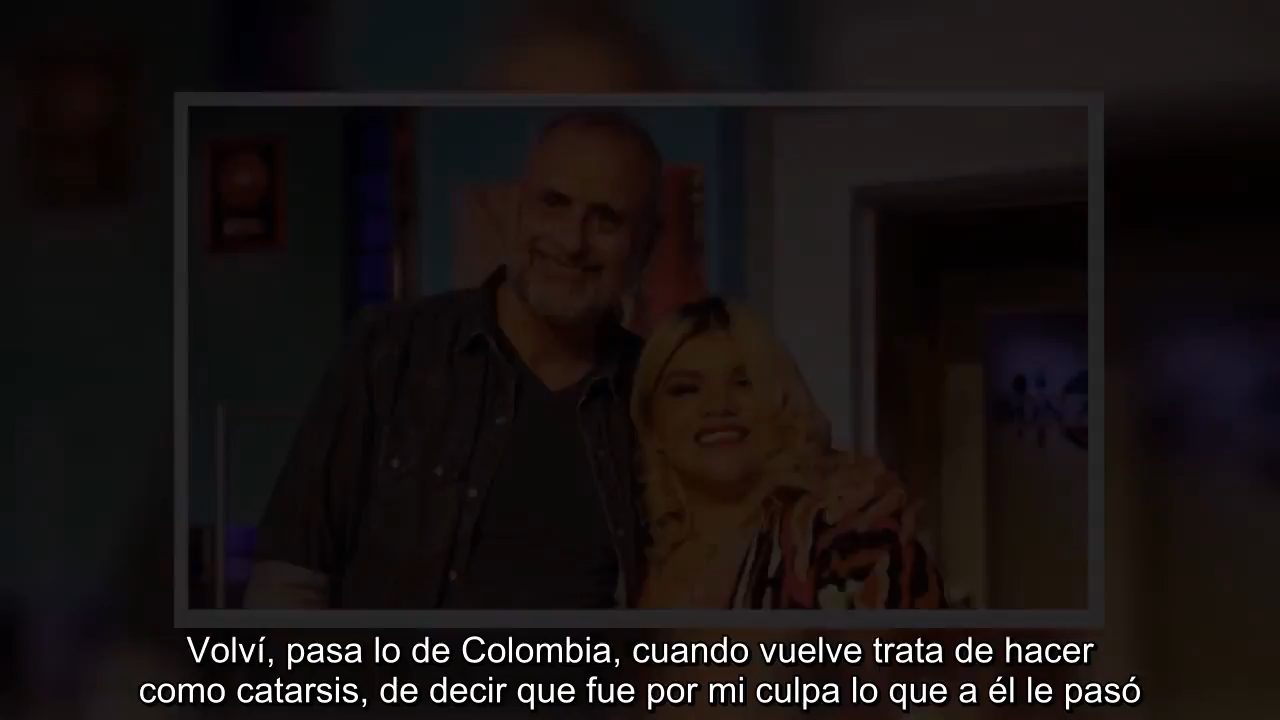 Volví, pasa lo de Colombia, cuando vuelve trata de hacer
como catarsis, de decir que fue por mi culpa lo que a él le pasó